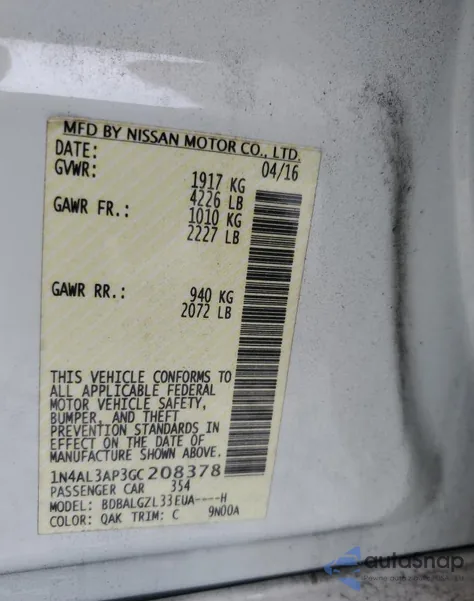 MFD BY NISSAN MOTOR CO., LTD.
DATE: 04/16
GVWR: 1917 KG
4226 LB
GAWR FR.: 1010 KG
2227 LB
GAWR RR.: 940 KG
2072 LB
THIS VEHICLE CONFORMS TO
ALL APPLICABLE FEDERAL
MOTOR VEHICLE SAFETY,
BUMPER, AND THEFT
PREVENTION STANDARDS IN
EFFECT ON THE DATE OF
MANUFACTURE SHOWN ABOVE.
1N4AL3AP3GC208378
PASSENGER CAR 354
MODEL: BDBALGZL33EUA----H
COLOR: QAK TRIM: C 9N00A
autoSnap